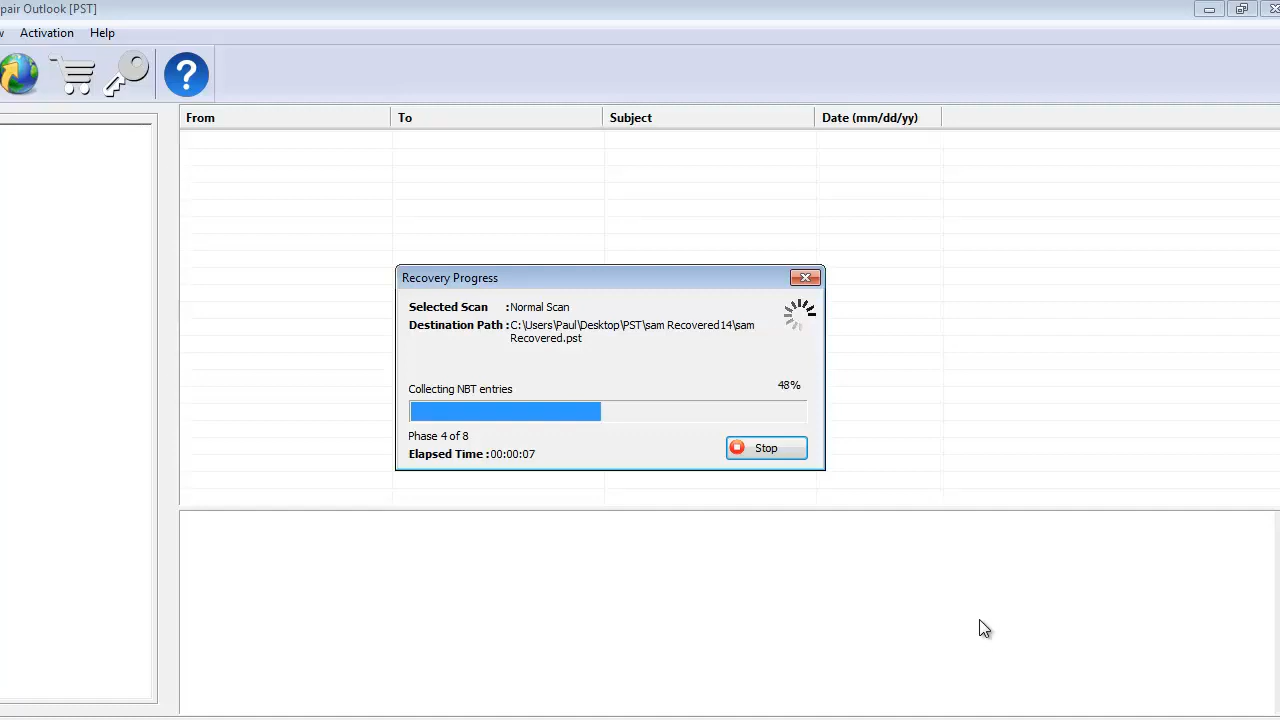 pair Outlook [PST]
w Activation Help
?
From To Subject Date (mm/dd/yy)
Recovery Progress
Selected Scan :Normal Scan
Destination Path :C:\Users\Paul\Desktop\PST\sam Recovered14\sam
Recovered.pst
48%
Collecting NBT entries
Phase 4 of 8
Stop
Elapsed Time :00:00:07